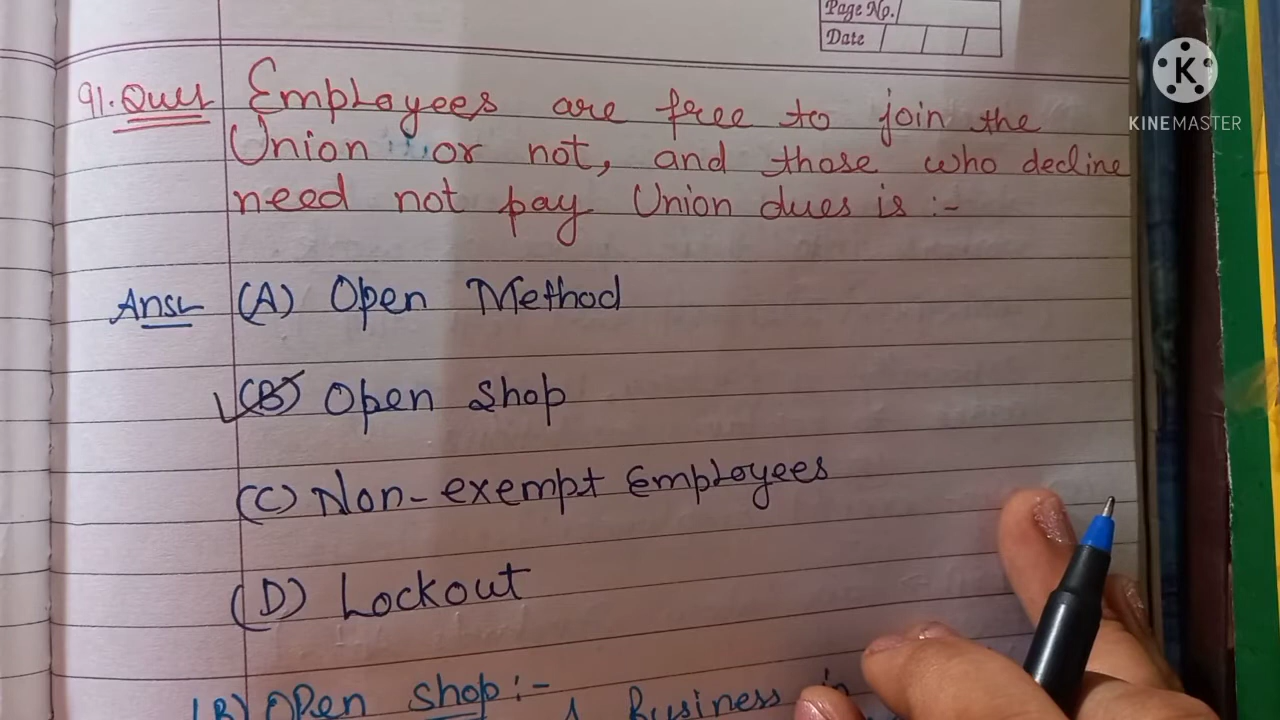 Page No.
Date
K
KINEMASTER
91. Ques Employees are free to join the
Union or not, and those who decline
need not pay Union dues is :-
Ans (A) Open Method
(B) Open Shop
(C) Non-exempt Employees
(D) Lockout
(B) Open Shop :- A Business in